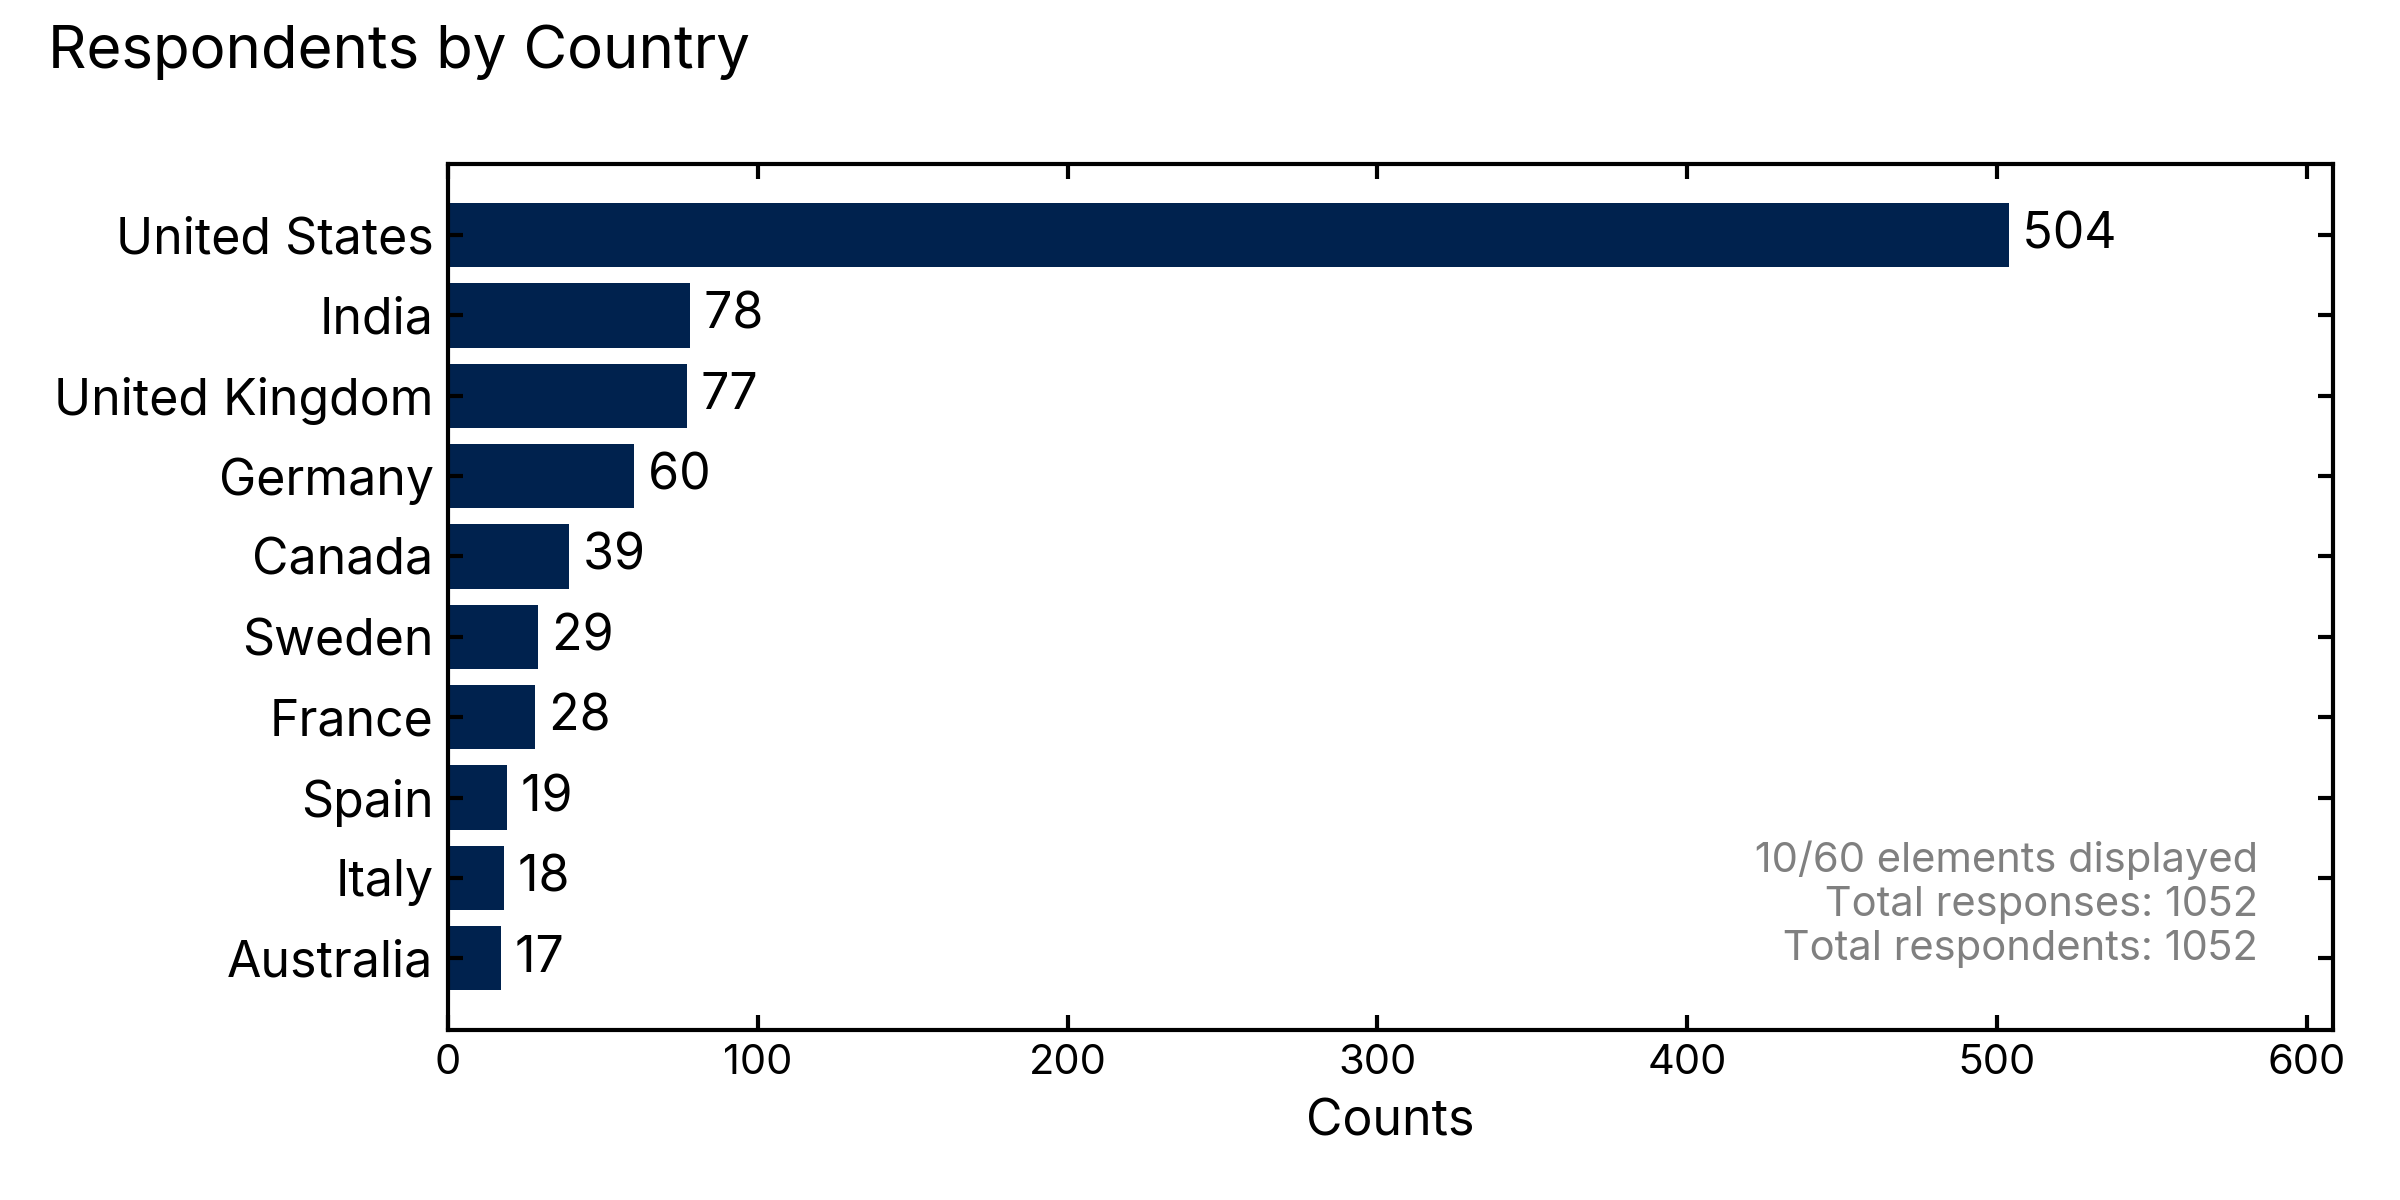 Respondents by Country
United States 504
India 78
United Kingdom 77
Germany 60
Canada 39
Sweden 29
France 28
Spain 19
Italy 18
Australia 17
10/60 elements displayed
Total responses: 1052
Total respondents: 1052
0 100 200 300 400 500 600
Counts